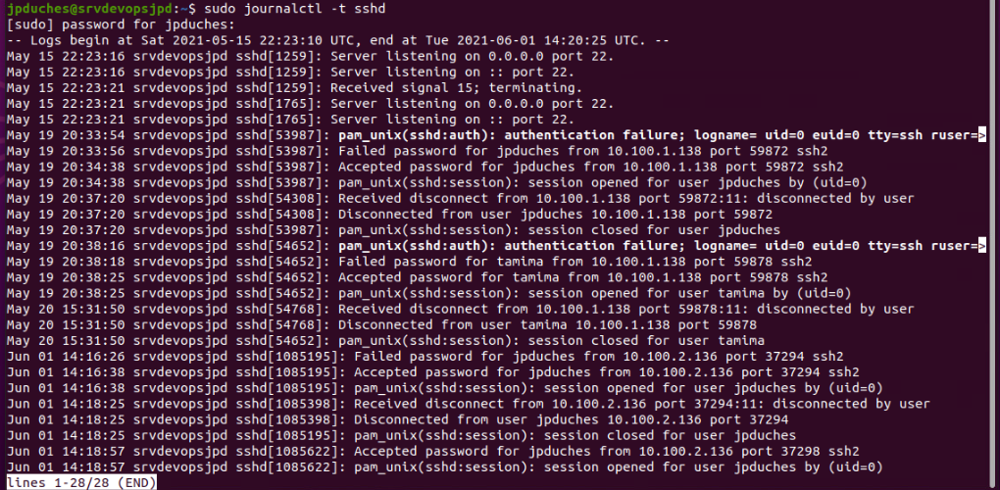 jpduches@srvdevopsjpd:~$ sudo journalctl -t sshd
[sudo] password for jpduches:
-- Logs begin at Sat 2021-05-15 22:23:10 UTC, end at Tue 2021-06-01 14:20:25 UTC. --
May 15 22:23:16 srvdevopsjpd sshd[1259]: Server listening on 0.0.0.0 port 22.
May 15 22:23:16 srvdevopsjpd sshd[1259]: Server listening on :: port 22.
May 15 22:23:21 srvdevopsjpd sshd[1259]: Received signal 15; terminating.
May 15 22:23:21 srvdevopsjpd sshd[1765]: Server listening on 0.0.0.0 port 22.
May 15 22:23:21 srvdevopsjpd sshd[1765]: Server listening on :: port 22.
May 19 20:33:54 srvdevopsjpd sshd[53987]: pam_unix(sshd:auth): authentication failure; logname= uid=0 euid=0 tty=ssh ruser=>
May 19 20:33:56 srvdevopsjpd sshd[53987]: Failed password for jpduches from 10.100.1.138 port 59872 ssh2
May 19 20:34:38 srvdevopsjpd sshd[53987]: Accepted password for jpduches from 10.100.1.138 port 59872 ssh2
May 19 20:34:38 srvdevopsjpd sshd[53987]: pam_unix(sshd:session): session opened for user jpduches by (uid=0)
May 19 20:37:20 srvdevopsjpd sshd[54308]: Received disconnect from 10.100.1.138 port 59872:11: disconnected by user
May 19 20:37:20 srvdevopsjpd sshd[54308]: Disconnected from user jpduches 10.100.1.138 port 59872
May 19 20:37:20 srvdevopsjpd sshd[53987]: pam_unix(sshd:session): session closed for user jpduches
May 19 20:38:16 srvdevopsjpd sshd[54652]: pam_unix(sshd:auth): authentication failure; logname= uid=0 euid=0 tty=ssh ruser=>
May 19 20:38:18 srvdevopsjpd sshd[54652]: Failed password for tamima from 10.100.1.138 port 59878 ssh2
May 19 20:38:25 srvdevopsjpd sshd[54652]: Accepted password for tamima from 10.100.1.138 port 59878 ssh2
May 19 20:38:25 srvdevopsjpd sshd[54652]: pam_unix(sshd:session): session opened for user tamima by (uid=0)
May 20 15:31:50 srvdevopsjpd sshd[54768]: Received disconnect from 10.100.1.138 port 59878:11: disconnected by user
May 20 15:31:50 srvdevopsjpd sshd[54768]: Disconnected from user tamima 10.100.1.138 port 59878
May 20 15:31:50 srvdevopsjpd sshd[54652]: pam_unix(sshd:session): session closed for user tamima
Jun 01 14:16:26 srvdevopsjpd sshd[1085195]: Failed password for jpduches from 10.100.2.136 port 37294 ssh2
Jun 01 14:16:38 srvdevopsjpd sshd[1085195]: Accepted password for jpduches from 10.100.2.136 port 37294 ssh2
Jun 01 14:16:38 srvdevopsjpd sshd[1085195]: pam_unix(sshd:session): session opened for user jpduches by (uid=0)
Jun 01 14:18:25 srvdevopsjpd sshd[1085398]: Received disconnect from 10.100.2.136 port 37294:11: disconnected by user
Jun 01 14:18:25 srvdevopsjpd sshd[1085398]: Disconnected from user jpduches 10.100.2.136 port 37294
Jun 01 14:18:25 srvdevopsjpd sshd[1085195]: pam_unix(sshd:session): session closed for user jpduches
Jun 01 14:18:57 srvdevopsjpd sshd[1085622]: Accepted password for jpduches from 10.100.2.136 port 37298 ssh2
Jun 01 14:18:57 srvdevopsjpd sshd[1085622]: pam_unix(sshd:session): session opened for user jpduches by (uid=0)
lines 1-28/28 (END)